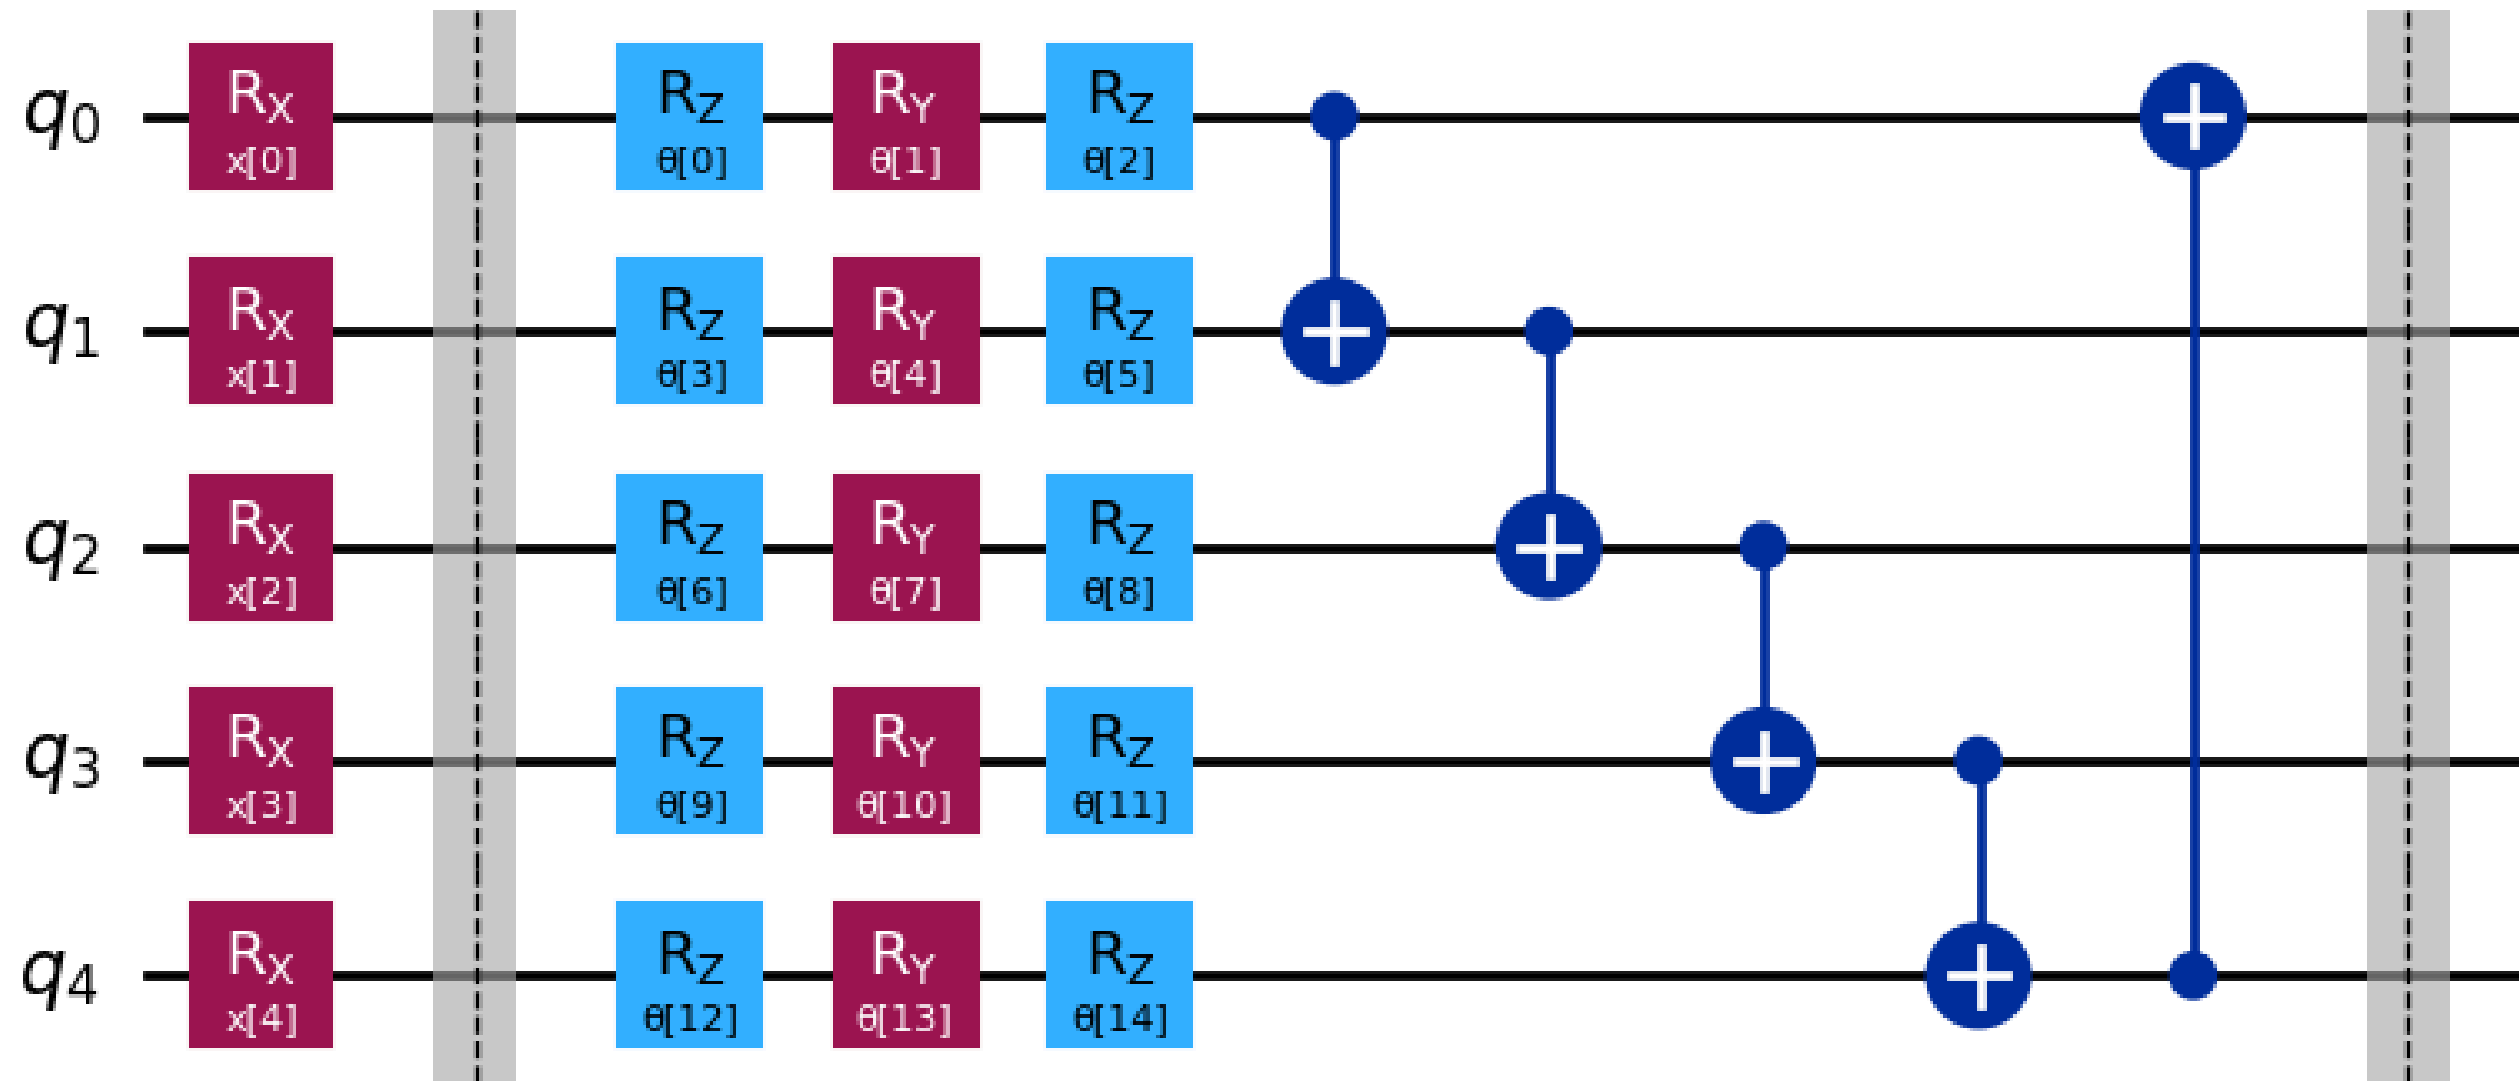 q0 RX x[0] RZ θ[0] RY θ[1] RZ θ[2]
q1 RX x[1] RZ θ[3] RY θ[4] RZ θ[5]
q2 RX x[2] RZ θ[6] RY θ[7] RZ θ[8]
q3 RX x[3] RZ θ[9] RY θ[10] RZ θ[11]
q4 RX x[4] RZ θ[12] RY θ[13] RZ θ[14]